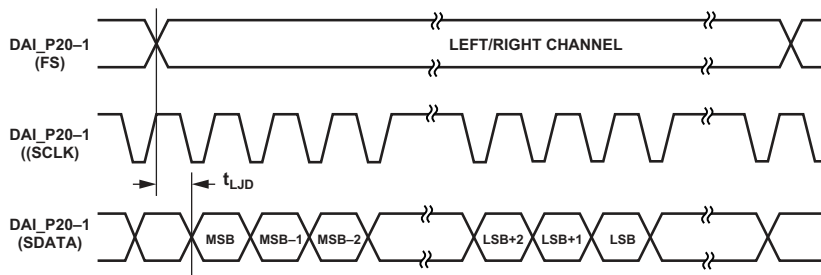 DAI_P20–1
(FS)
LEFT/RIGHT CHANNEL
DAI_P20–1
((SCLK)
tLJD
DAI_P20–1
(SDATA)
MSB
MSB–1
MSB–2
LSB+2
LSB+1
LSB